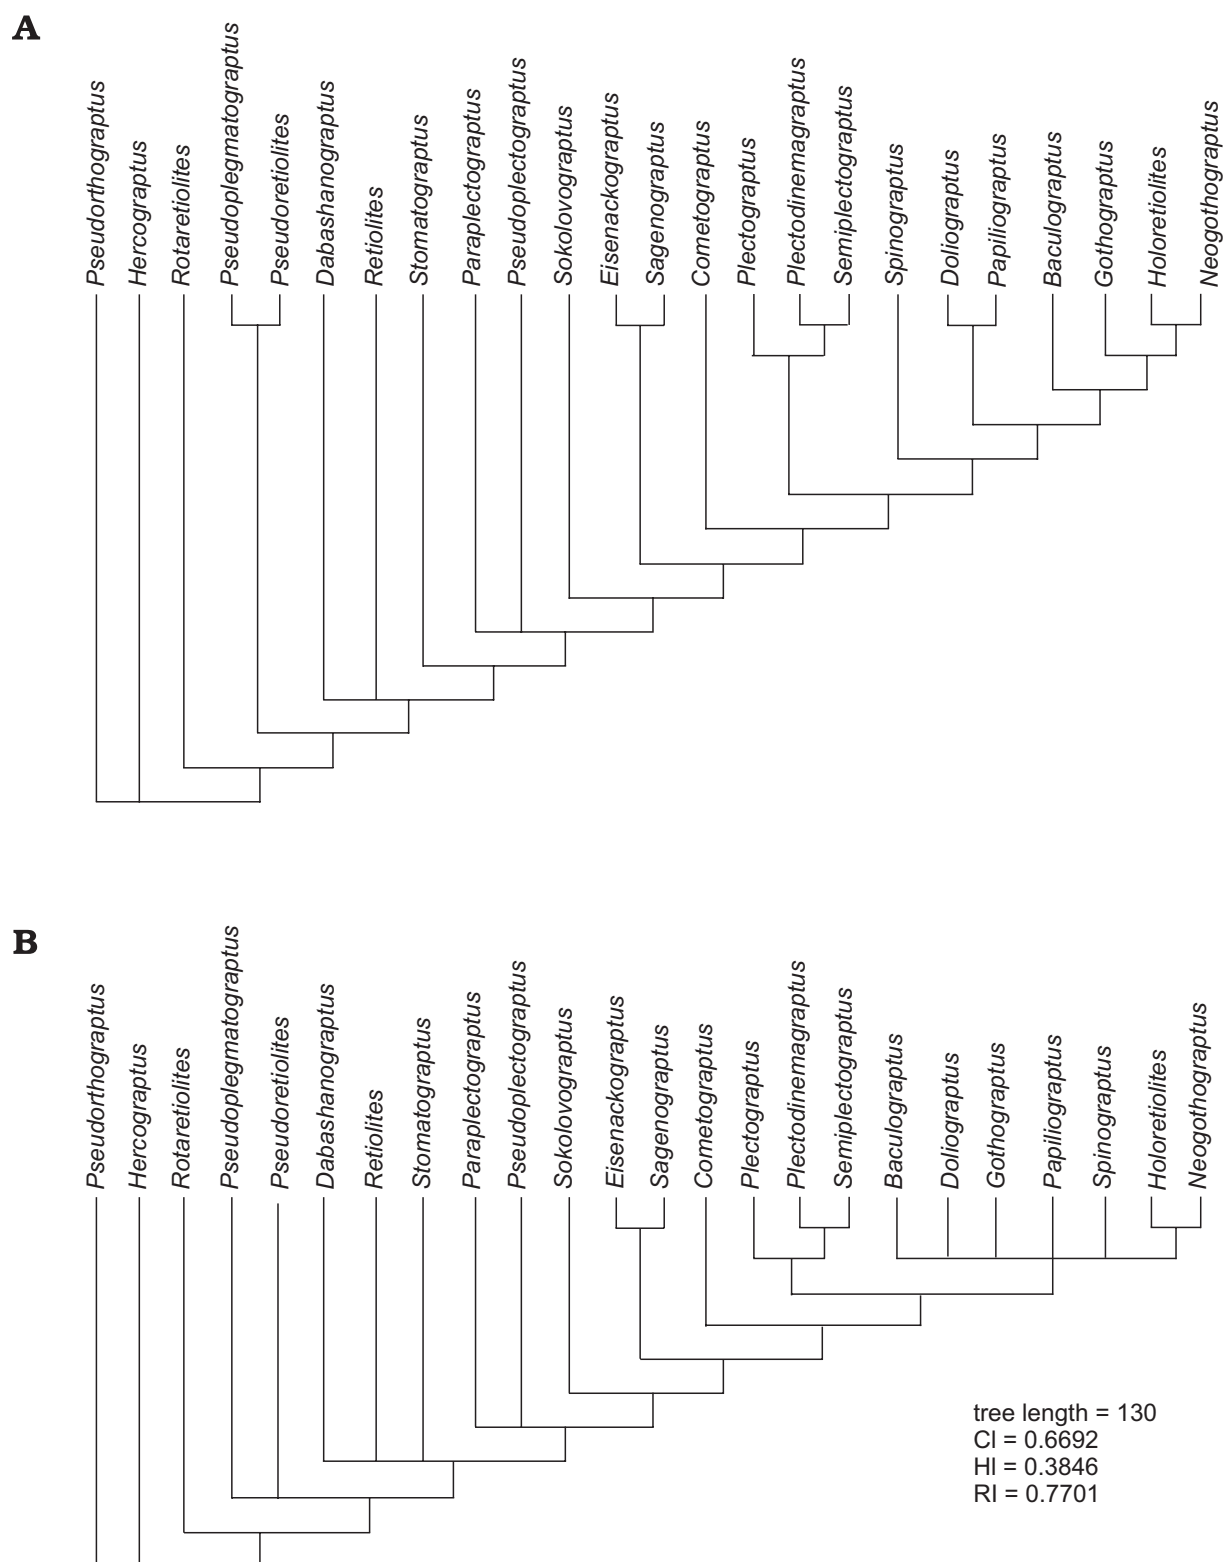 A
Pseudorthograptus
Hercograptus
Rotaretiolites
Pseudoplegmatograptus
Pseudoretiolites
Dabashanograptus
Retiolites
Stomatograptus
Paraplectograptus
Pseudoplectograptus
Sokolovograptus
Eisenackograptus
Sagenograptus
Cometograptus
Plectograptus
Plectodinemagraptus
Semiplectograptus
Spinograptus
Doliograptus
Papiliograptus
Baculograptus
Gothograptus
Holoretiolites
Neogothograptus
B
Pseudorthograptus
Hercograptus
Rotaretiolites
Pseudoplegmatograptus
Pseudoretiolites
Dabashanograptus
Retiolites
Stomatograptus
Paraplectograptus
Pseudoplectograptus
Sokolovograptus
Eisenackograptus
Sagenograptus
Cometograptus
Plectograptus
Plectodinemagraptus
Semiplectograptus
Baculograptus
Doliograptus
Gothograptus
Papiliograptus
Spinograptus
Holoretiolites
Neogothograptus
tree length = 130
CI = 0.6692
HI = 0.3846
RI = 0.7701